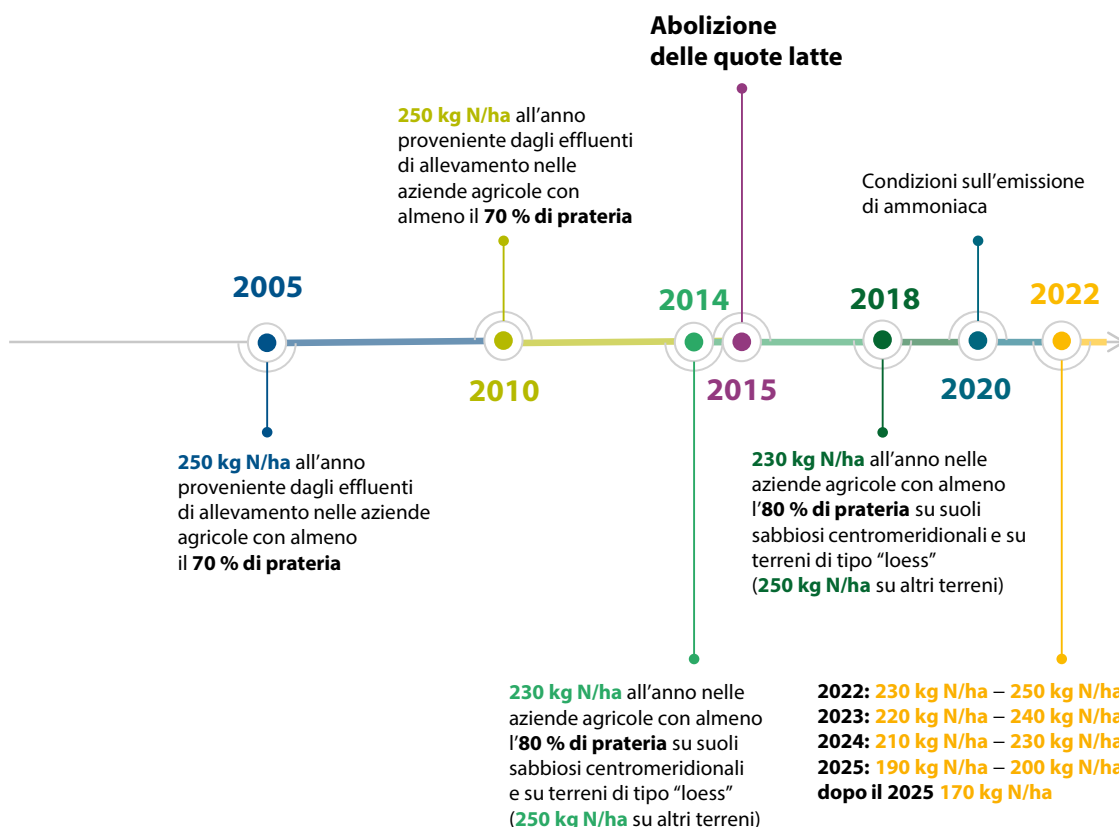 Abolizione
delle quote latte
250 kg N/ha all’anno
proveniente dagli effluenti
di allevamento nelle
aziende agricole con
almeno il 70 % di prateria
Condizioni sull’emissione
di ammoniaca
2005
2014
2018
2022
2010
2015
2020
250 kg N/ha all’anno
proveniente dagli effluenti
di allevamento nelle aziende
agricole con almeno
il 70 % di prateria
230 kg N/ha all’anno nelle
aziende agricole con almeno
l’80 % di prateria su suoli
sabbiosi centromeridionali e su
terreni di tipo “loess”
(250 kg N/ha su altri terreni)
230 kg N/ha all’anno nelle
aziende agricole con almeno
l’80 % di prateria su suoli
sabbiosi centromeridionali
e su terreni di tipo “loess”
(250 kg N/ha su altri terreni)
2022: 230 kg N/ha – 250 kg N/ha
2023: 220 kg N/ha – 240 kg N/ha
2024: 210 kg N/ha – 230 kg N/ha
2025: 190 kg N/ha – 200 kg N/ha
dopo il 2025 170 kg N/ha